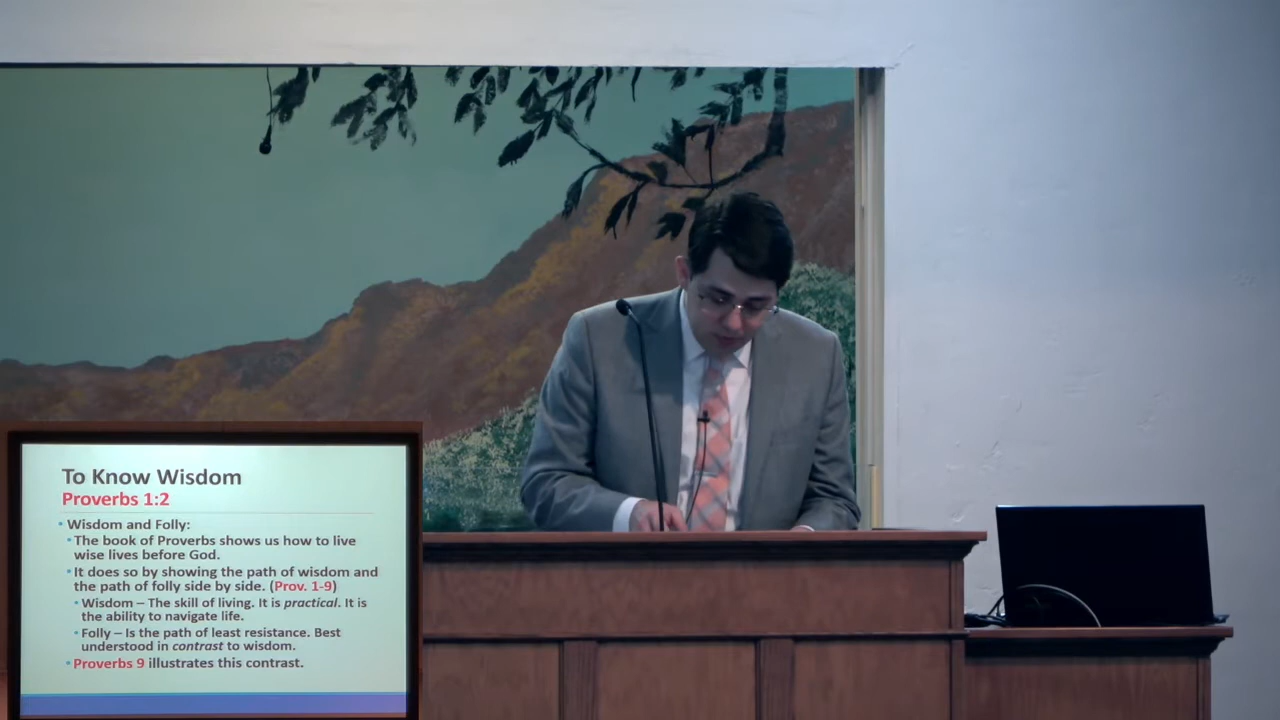 To Know Wisdom
Proverbs 1:2
• Wisdom and Folly:
• The book of Proverbs shows us how to live
wise lives before God.
• It does so by showing the path of wisdom and
the path of folly side by side. (Prov. 1-9)
• Wisdom – The skill of living. It is practical. It is
the ability to navigate life.
• Folly – Is the path of least resistance. Best
understood in contrast to wisdom.
• Proverbs 9 illustrates this contrast.